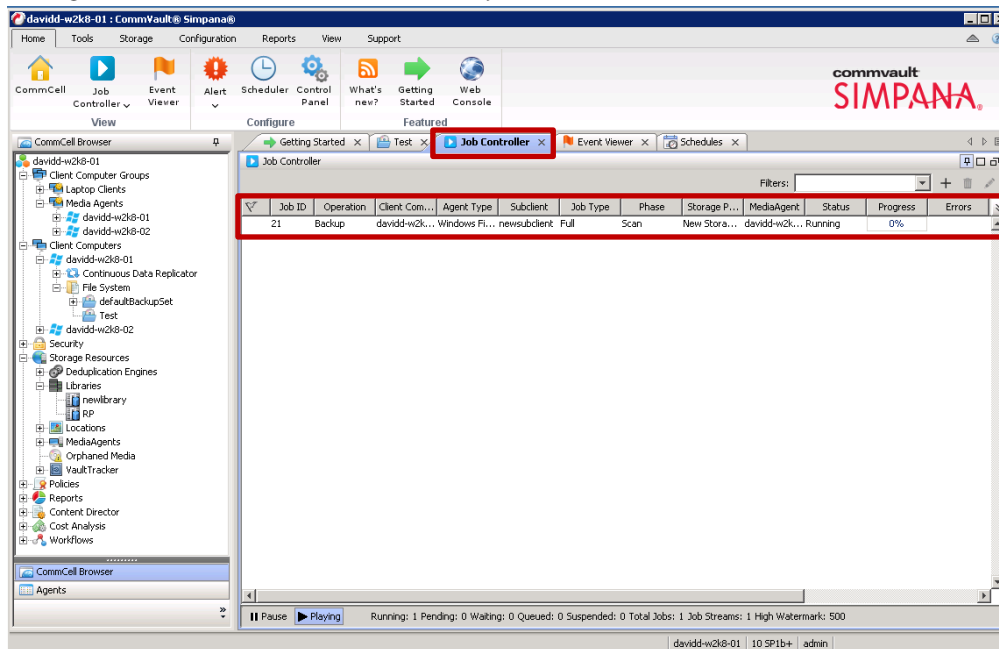 davidd-w2k8-01 : CommVault® Simpana®
Home Tools Storage Configuration Reports View Support
CommCell Job Controller Event Viewer Alert Scheduler Control Panel What's new? Getting Started Web Console
View Configure Featured
commvault
SIMPANA®
CommCell Browser
Getting Started Test Job Controller Event Viewer Schedules
davidd-w2k8-01
Job Controller
Client Computer Groups
Laptop Clients
Filters:
Media Agents
Job ID Operation Client Com... Agent Type Subclient Job Type Phase Storage P... MediaAgent Status Progress Errors
21 Backup davidd-w2k... Windows Fi... newsubclient Full Scan New Stora... davidd-w2k... Running 0%
davidd-w2k8-01
davidd-w2k8-02
Client Computers
davidd-w2k8-01
Continuous Data Replicator
File System
defaultBackupSet
Test
davidd-w2k8-02
Security
Storage Resources
Deduplication Engines
Libraries
newlibrary
RP
Locations
MediaAgents
Orphaned Media
VaultTracker
Policies
Reports
Content Director
Cost Analysis
Workflows
CommCell Browser
Agents
Pause Playing Running: 1 Pending: 0 Waiting: 0 Queued: 0 Suspended: 0 Total Jobs: 1 Job Streams: 1 High Watermark: 500
davidd-w2k8-01 10 SP1b+ admin